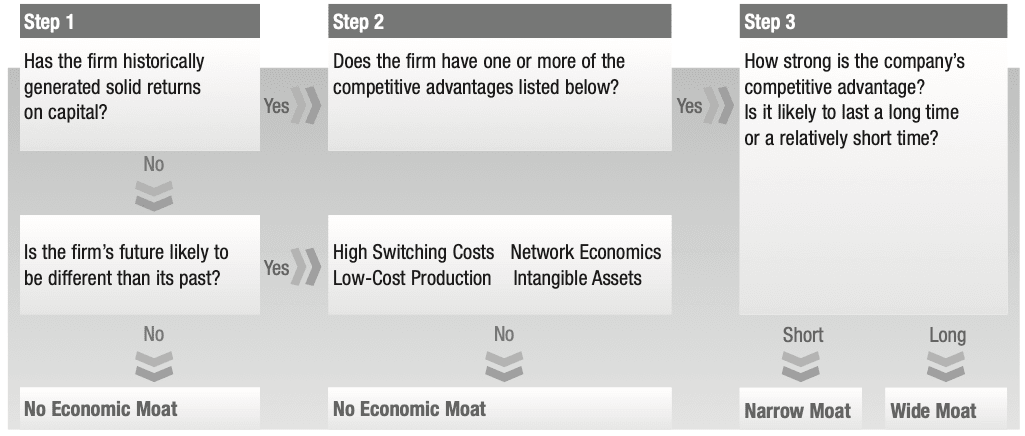 Step 1
Has the firm historically
generated solid returns
on capital?
Yes
No
Is the firm's future likely to
be different than its past?
Yes
No
No Economic Moat
Step 2
Does the firm have one or more of the
competitive advantages listed below?
Yes
High Switching Costs Network Economics
Low-Cost Production Intangible Assets
No
No Economic Moat
Step 3
How strong is the company's
competitive advantage?
Is it likely to last a long time
or a relatively short time?
Short
Long
Narrow Moat
Wide Moat